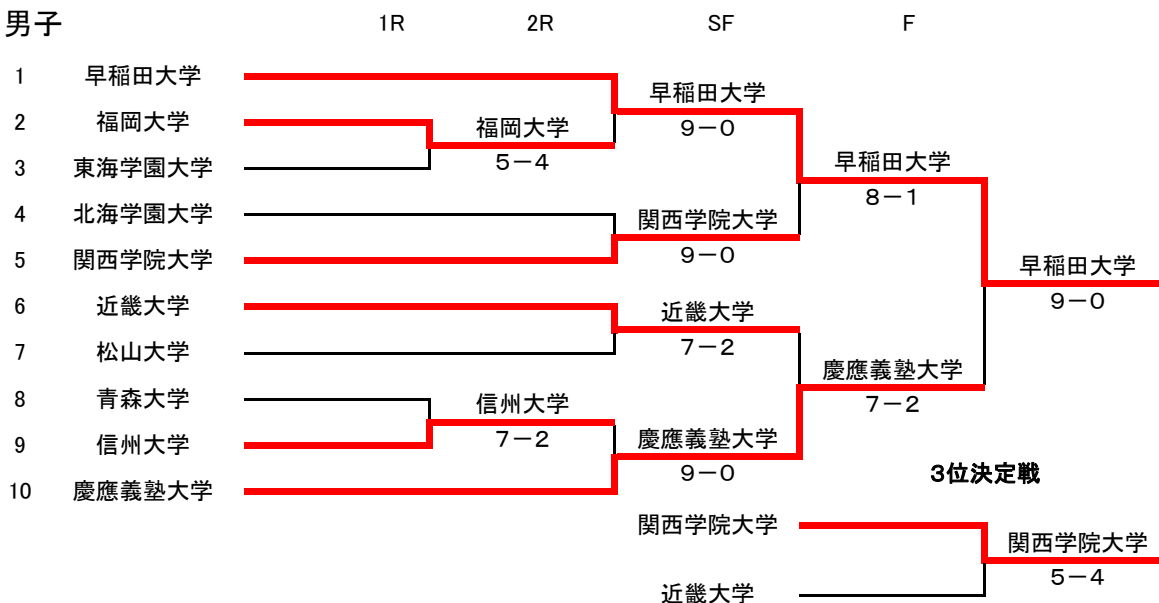 男子 1R 2R SF F
1 早稲田大学
早稲田大学
2 福岡大学
福岡大学
9－0
3 東海学園大学
5－4
早稲田大学
8－1
4 北海学園大学
関西学院大学
5 関西学院大学
9－0
早稲田大学
9－0
6 近畿大学
近畿大学
7 松山大学
7－2
慶應義塾大学
8 青森大学
信州大学
7－2
9 信州大学
7－2
慶應義塾大学
9－0
3位決定戦
10 慶應義塾大学
関西学院大学
関西学院大学
5－4
近畿大学